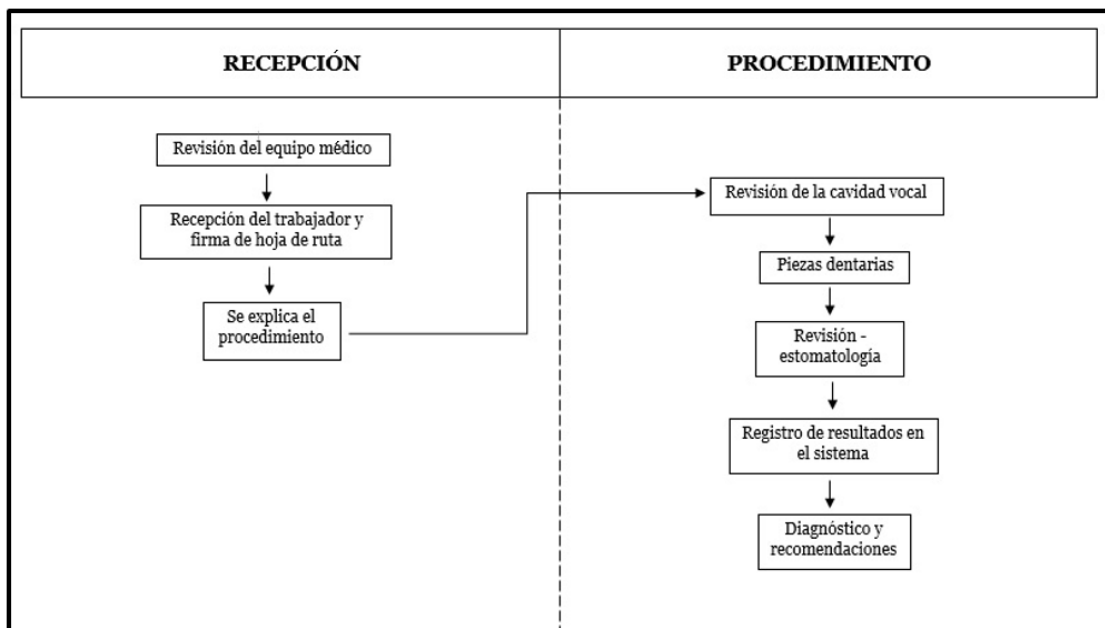 RECEPCIÓN
PROCEDIMIENTO
Revisión del equipo médico
Recepción del trabajador y
firma de hoja de ruta
Se explica el
procedimiento
Revisión de la cavidad vocal
Piezas dentarias
Revisión -
estomatología
Registro de resultados en
el sistema
Diagnóstico y
recomendaciones